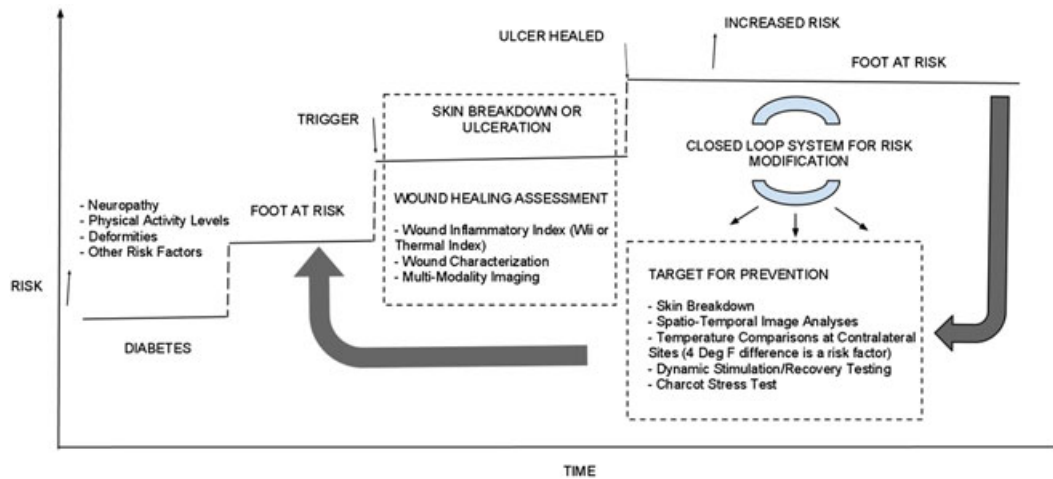 INCREASED RISK
ULCER HEALED
FOOT AT RISK
SKIN BREAKDOWN OR
ULCERATION
TRIGGER
CLOSED LOOP SYSTEM FOR RISK
MODIFICATION
WOUND HEALING ASSESSMENT
- Wound Inflammatory Index (Wii or
Thermal Index)
- Wound Characterization
- Multi-Modality Imaging
- Neuropathy
- Physical Activity Levels
- Deformities
- Other Risk Factors
FOOT AT RISK
RISK
DIABETES
TARGET FOR PREVENTION
- Skin Breakdown
- Spatio-Temporal Image Analyses
- Temperature Comparisons at Contralateral
Sites (4 Deg F difference is a risk factor)
- Dynamic Stimulation/Recovery Testing
- Charcot Stress Test
TIME